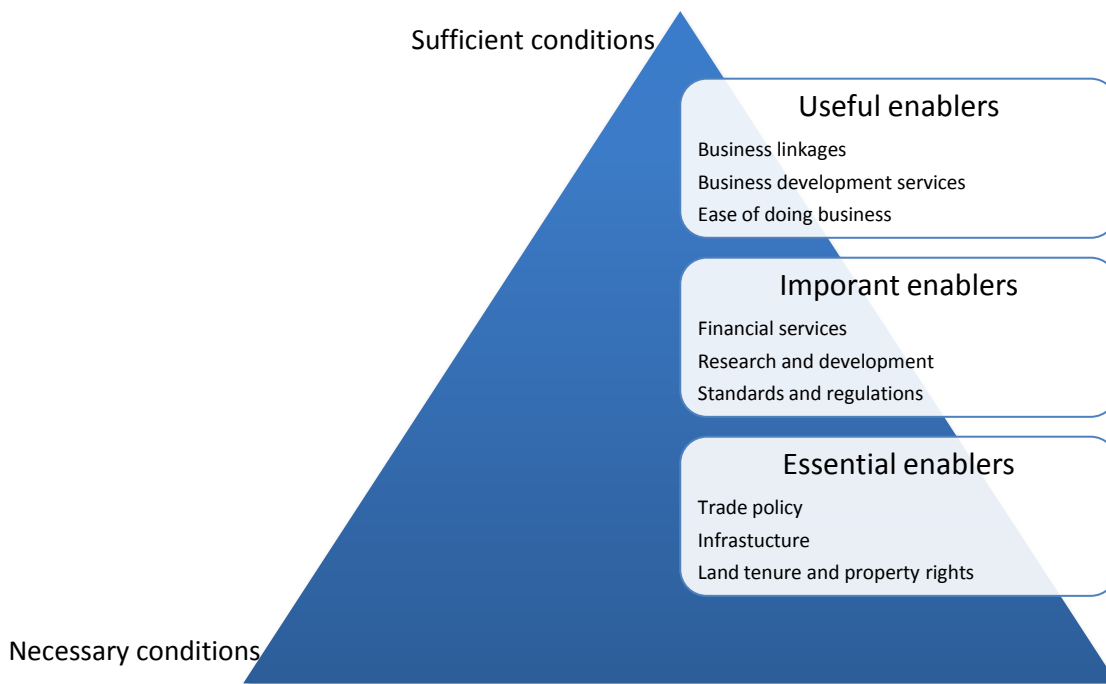 Sufficient conditions
Useful enablers
Business linkages
Business development services
Ease of doing business
Imporant enablers
Financial services
Research and development
Standards and regulations
Essential enablers
Trade policy
Infrastucture
Land tenure and property rights
Necessary conditions